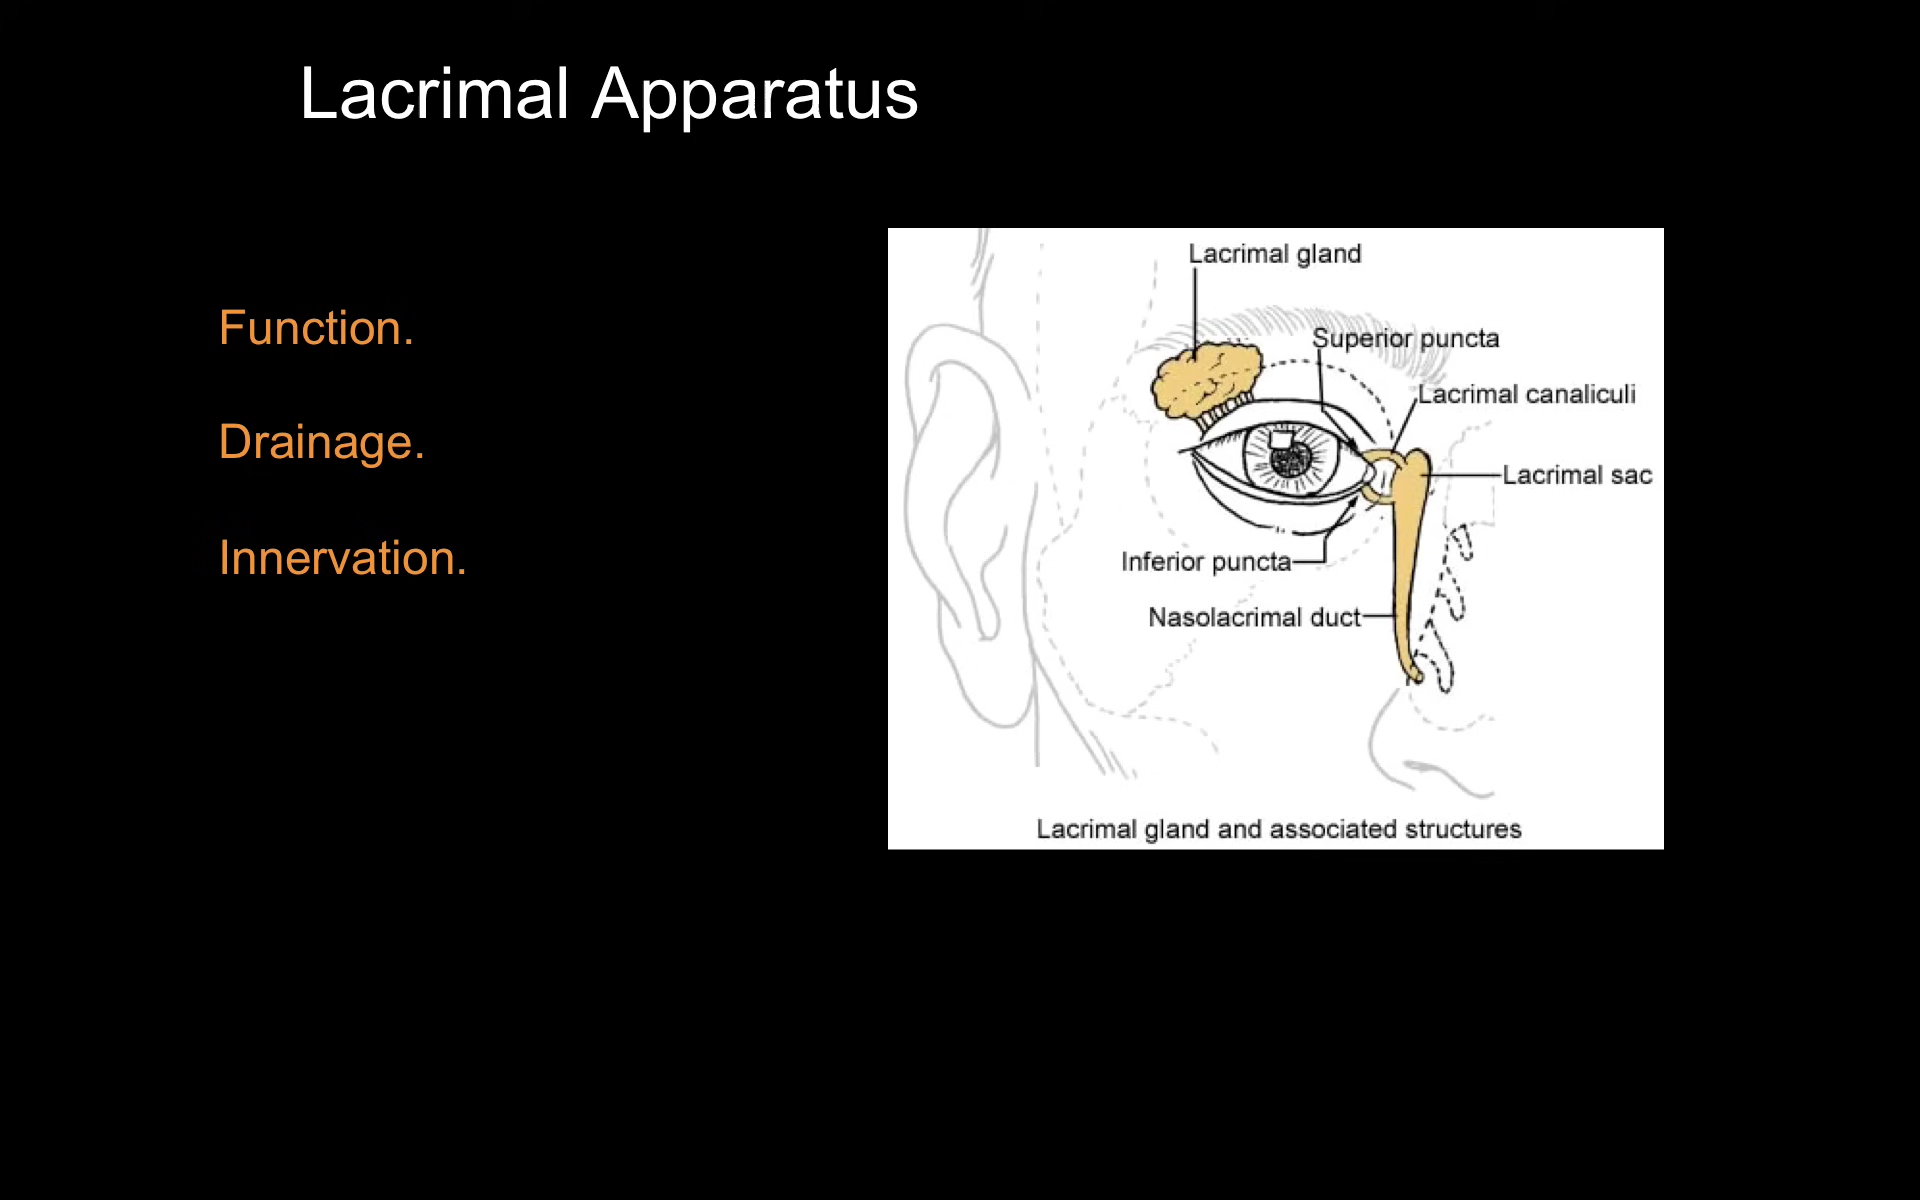 Lacrimal Apparatus
Function.
Drainage.
Innervation.
Lacrimal gland
Superior puncta
Lacrimal canaliculi
Lacrimal sac
Inferior puncta
Nasolacrimal duct
Lacrimal gland and associated structures